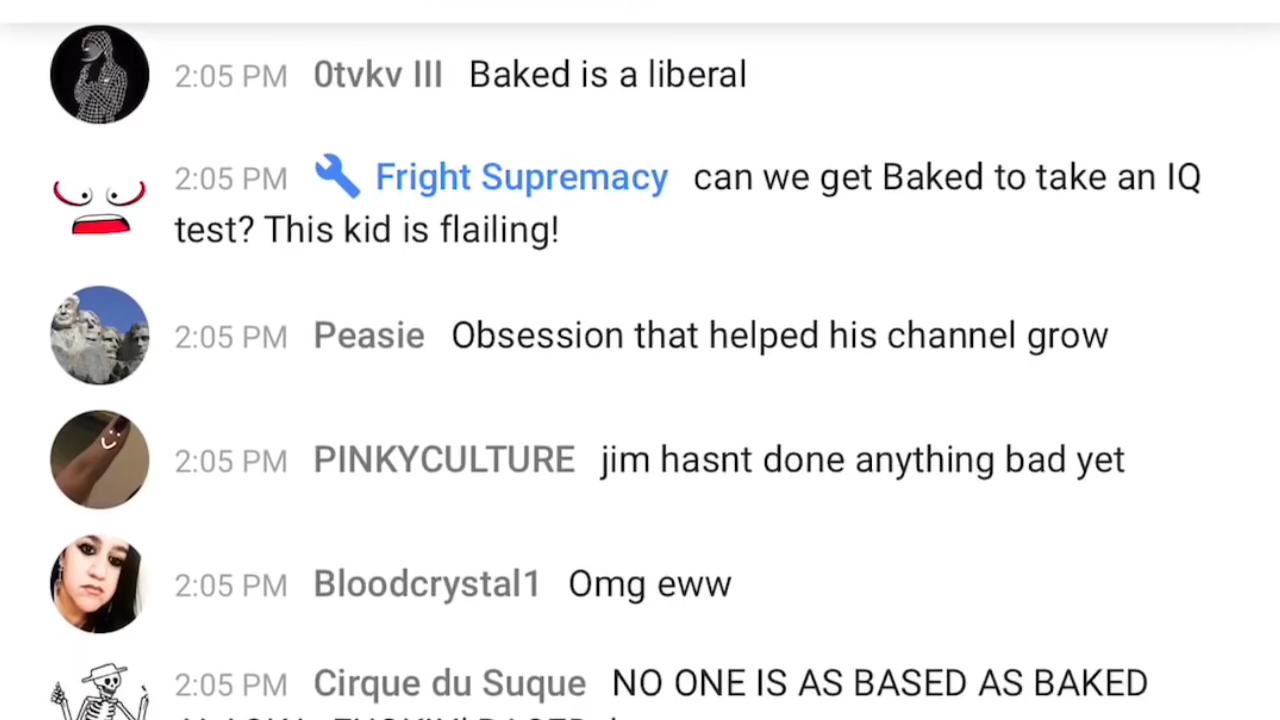 2:05 PM 0tvkv III Baked is a liberal
2:05 PM Fright Supremacy can we get Baked to take an IQ
test? This kid is flailing!
2:05 PM Peasie Obsession that helped his channel grow
2:05 PM PINKYCULTURE jim hasnt done anything bad yet
2:05 PM Bloodcrystal1 Omg eww
2:05 PM Cirque du Suque NO ONE IS AS BASED AS BAKED